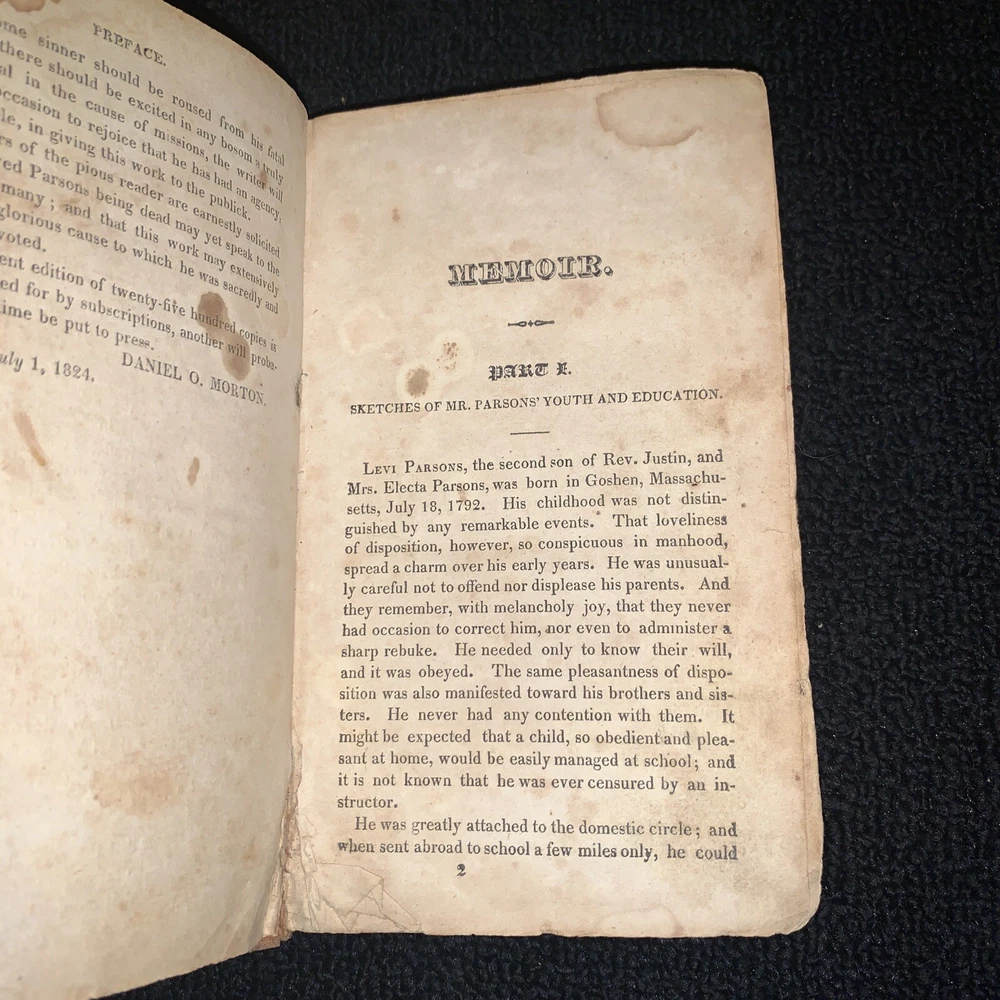 PREFACE.
sinner should be roused from his fatal
there should be excited in any bosom a truly
in the cause of missions, the writer will
occasion to rejoice that he has had an agency,
in giving this work to the publick.
of the pious reader are earnestly solicited
Parsons being dead may yet speak to the
many; and that this work may extensively
glorious cause to which he was sacredly and
edition of twenty-five hundred copies is
for by subscriptions, another will proba-
time be put to press.
DANIEL O. MORTON.
July 1, 1824.
MEMOIR.
PART I.
SKETCHES OF MR. PARSONS' YOUTH AND EDUCATION.
LEVI PARSONS, the second son of Rev. Justin, and
Mrs. Electa Parsons, was born in Goshen, Massachu-
setts, July 18, 1792. His childhood was not distin-
guished by any remarkable events. That loveliness
of disposition, however, so conspicuous in manhood,
spread a charm over his early years. He was unusual-
ly careful not to offend nor displease his parents. And
they remember, with melancholy joy, that they never
had occasion to correct him, nor even to administer a
sharp rebuke. He needed only to know their will,
and it was obeyed. The same pleasantness of dispo-
sition was also manifested toward his brothers and sis-
ters. He never had any contention with them. It
might be expected that a child, so obedient and plea-
sant at home, would be easily managed at school; and
it is not known that he was ever censured by an in-
structor.
He was greatly attached to the domestic circle; and
when sent abroad to school a few miles only, he could
2